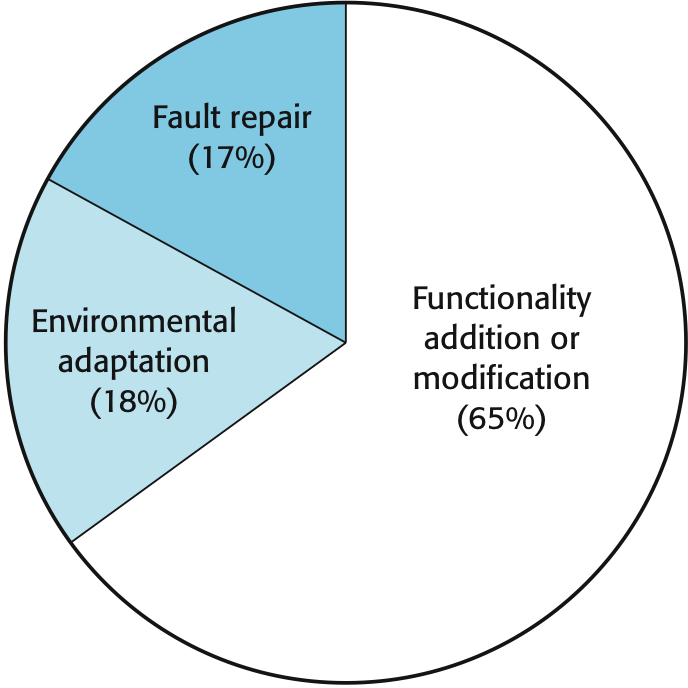 Fault repair
(17%)
Functionality
addition or
modification
(65%)
Environmental
adaptation
(18%)